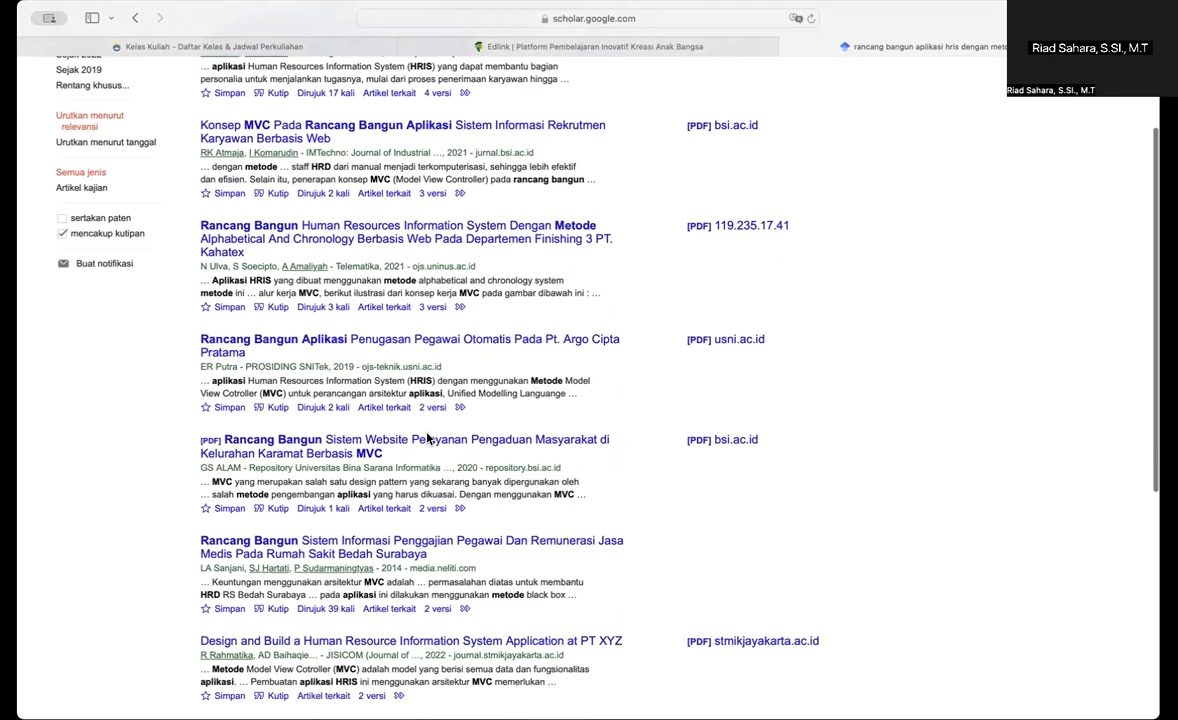 scholar.google.com
Kelas Kuliah - Daftar Kelas & Jadwal Perkuliahan
Edlink | Platform Pembelajaran Inovatif Kreasi Anak Bangsa
rancang bangun aplikasi hris dengan
Riad Sahara, S.SI., M.T
Riad Sahara, S.SI., M.T
Sejak 2019
Rentang khusus...
Urutkan menurut
relevansi
Urutkan menurut tanggal
Semua jenis
Artikel kajian
sertakan paten
mencakup kutipan
Buat notifikasi
... aplikasi Human Resources Information System (HRIS) yang dapat membantu bagian
personalia untuk menjalankan tugasnya, mulai dari proses penerimaan karyawan hingga ...
Simpan Kutip Dirujuk 17 kali Artikel terkait 4 versi
Konsep MVC Pada Rancang Bangun Aplikasi Sistem Informasi Rekrutmen
Karyawan Berbasis Web
[PDF] bsi.ac.id
RK Atmaja, I Komarudin - IMTechno: Journal of Industrial ..., 2021 - jurnal.bsi.ac.id
... dengan metode ... staff HRD dari manual menjadi terkomputerisasi, sehingga lebih efektif
dan efisien. Selain itu, penerapan konsep MVC (Model View Controller) pada rancang bangun ...
Simpan Kutip Dirujuk 2 kali Artikel terkait 3 versi
Rancang Bangun Human Resources Information System Dengan Metode
Alphabetical And Chronology Berbasis Web Pada Departemen Finishing 3 PT.
Kahatex
[PDF] 119.235.17.41
N Ulva, S Soecipto, A Amaliyah - Telematika, 2021 - ojs.uninus.ac.id
... Aplikasi HRIS yang dibuat menggunakan metode alphabetical and chronology system
metode ini ... alur kerja MVC, berikut ilustrasi dari konsep kerja MVC pada gambar dibawah ini : ...
Simpan Kutip Dirujuk 3 kali Artikel terkait 3 versi
Rancang Bangun Aplikasi Penugasan Pegawai Otomatis Pada Pt. Argo Cipta
Pratama
[PDF] usni.ac.id
ER Putra - PROSIDING SNITek, 2019 - ojs-teknik.usni.ac.id
... aplikasi Human Resources Information System (HRIS) dengan menggunakan Metode Model
View Cotroller (MVC) untuk perancangan arsitektur aplikasi, Unified Modelling Languange ...
Simpan Kutip Dirujuk 2 kali Artikel terkait 2 versi
[PDF] Rancang Bangun Sistem Website Pelayanan Pengaduan Masyarakat di
Kelurahan Karamat Berbasis MVC
[PDF] bsi.ac.id
GS ALAM - Repository Universitas Bina Sarana Informatika ..., 2020 - repository.bsi.ac.id
... MVC yang merupakan salah satu design pattern yang sekarang banyak dipergunakan oleh
... salah metode pengembangan aplikasi yang harus dikuasai. Dengan menggunakan MVC ...
Simpan Kutip Dirujuk 1 kali Artikel terkait 2 versi
Rancang Bangun Sistem Informasi Penggajian Pegawai Dan Remunerasi Jasa
Medis Pada Rumah Sakit Bedah Surabaya
LA Sanjani, SJ Hartati, P Sudarmaningtyas - 2014 - media.neliti.com
... Keuntungan menggunakan arsitektur MVC adalah ... permasalahan diatas untuk membantu
HRD RS Bedah Surabaya ... pada aplikasi ini dilakukan menggunakan metode black box ...
Simpan Kutip Dirujuk 39 kali Artikel terkait 2 versi
Design and Build a Human Resource Information System Application at PT XYZ
[PDF] stmikjayakarta.ac.id
R Rahmatika, AD Baihaqie... - JISICOM (Journal of ..., 2022 - journal.stmikjayakarta.ac.id
... Metode Model View Cotroller (MVC) adalah model yang berisi semua data dan fungsionalitas
aplikasi. ... Pembuatan aplikasi HRIS ini menggunakan arsitektur MVC memerlukan ...
Simpan Kutip Artikel terkait 2 versi